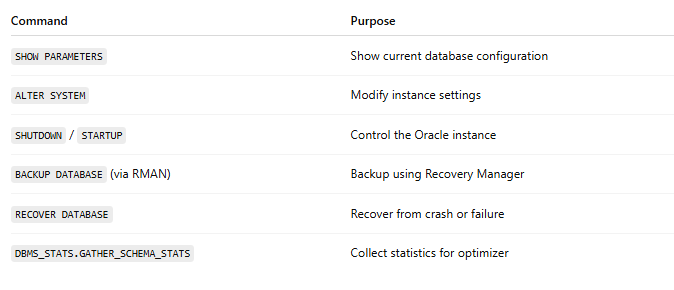 Command Purpose
SHOW PARAMETERS Show current database configuration
ALTER SYSTEM Modify instance settings
SHUTDOWN / STARTUP Control the Oracle instance
BACKUP DATABASE (via RMAN) Backup using Recovery Manager
RECOVER DATABASE Recover from crash or failure
DBMS_STATS.GATHER_SCHEMA_STATS Collect statistics for optimizer